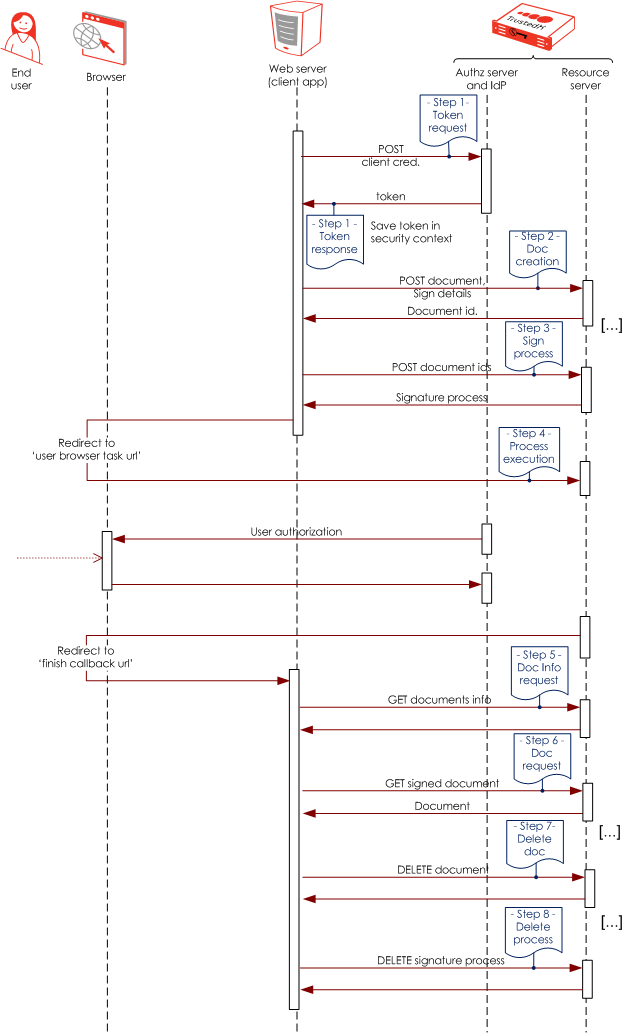 TrustedX
End
user
Browser
Web server
(client app)
Authz server
and IdP
Resource
server
- Step 1-
Token
request
POST
client cred.
token
- Step 1 -
Token
response
Save token in
security context
- Step 2 -
Doc
creation
POST document,
Sign details
Document id.
[...]
- Step 3 -
Sign
process
POST document ids
Signature process
Redirect to
‘user browser task url’
- Step 4 -
Process
execution
User authorization
Redirect to
‘finish callback url’
- Step 5 -
Doc Info
request
GET documents info
- Step 6 -
Doc
request
GET signed document
Document
[...]
- Step 7-
Delete
doc
DELETE document
[...]
- Step 8 -
Delete
process
DELETE signature process